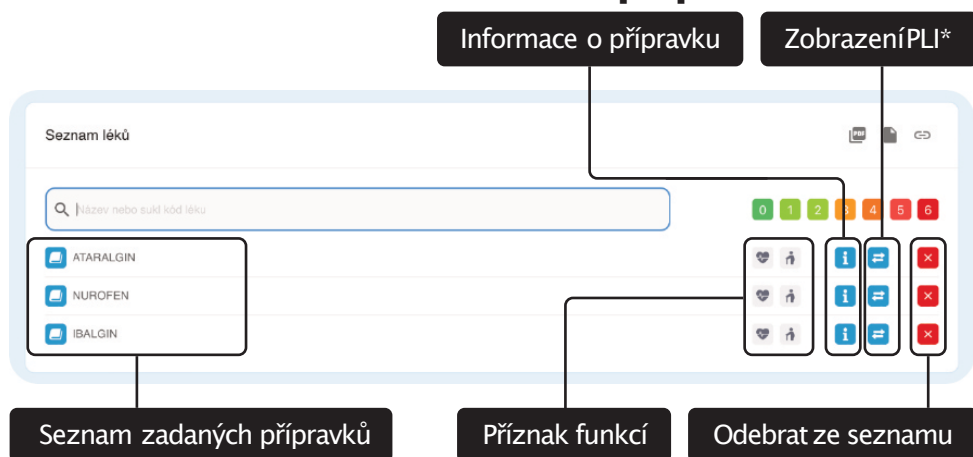 Informace o přípravku
Zobrazení PLI*
Seznam léků
PDF
Název nebo sukl kód léku
0 1 2 3 4 5 6
ATARALGIN
NUROFEN
IBALGIN
Seznam zadaných přípravků
Příznak funkcí
Odebrat ze seznamu